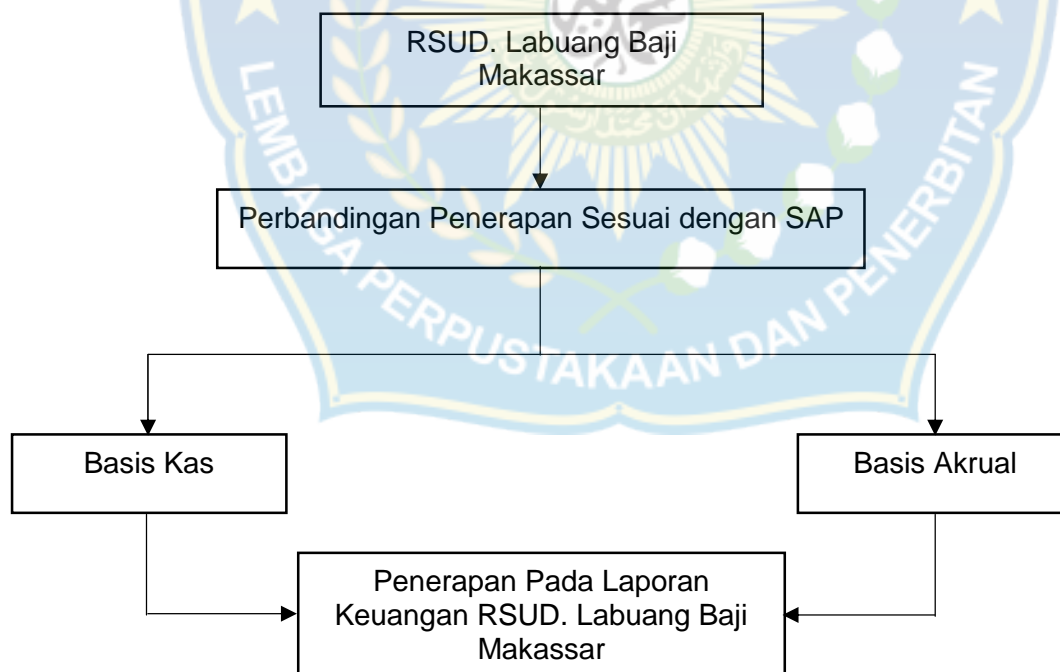 RSUD. Labuang Baji
Makassar
Perbandingan Penerapan Sesuai dengan SAP
LEMBAGA PERPUSTAKAAN DAN PENERBITAN
Basis Kas
Basis Akrual
Penerapan Pada Laporan
Keuangan RSUD. Labuang Baji
Makassar